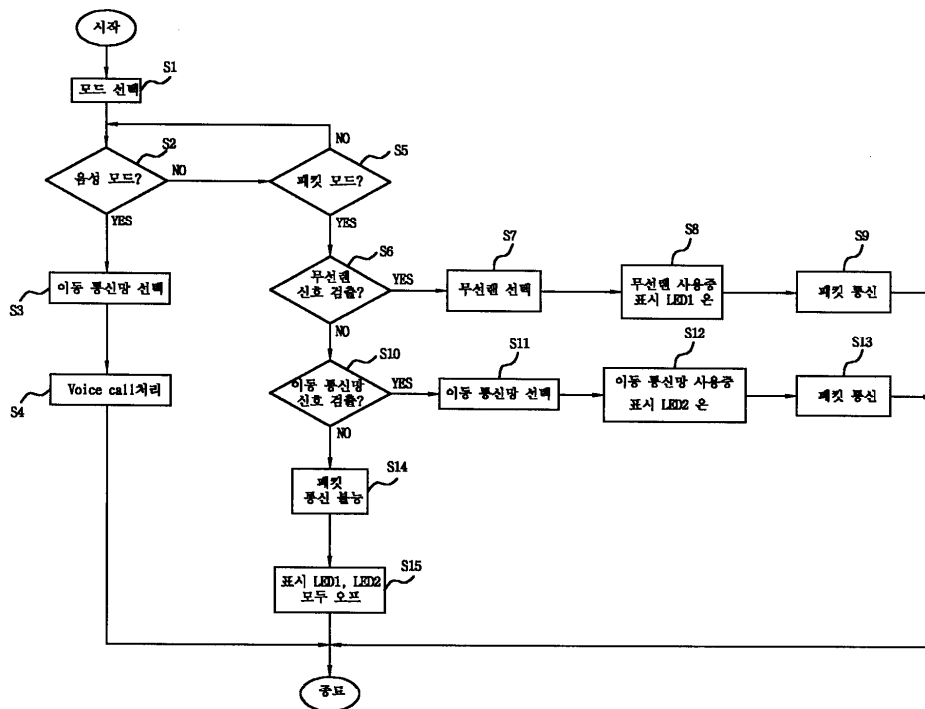 시작
S1
모드 선택
S2
음성 모드?
NO
YES
NO
S5
패킷 모드?
YES
S3
이동 통신망 선택
S4
Voice call처리
S6
무선랜
신호 검출?
YES
NO
S7
무선랜 선택
S8
무선랜 사용중
표시 LED1 온
S9
패킷 통신
S10
이동 통신망
신호 검출?
YES
NO
S11
이동 통신망 선택
S12
이동 통신망 사용중
표시 LED2 온
S13
패킷 통신
S14
패킷
통신 불능
S15
표시 LED1, LED2
모두 오프
종료